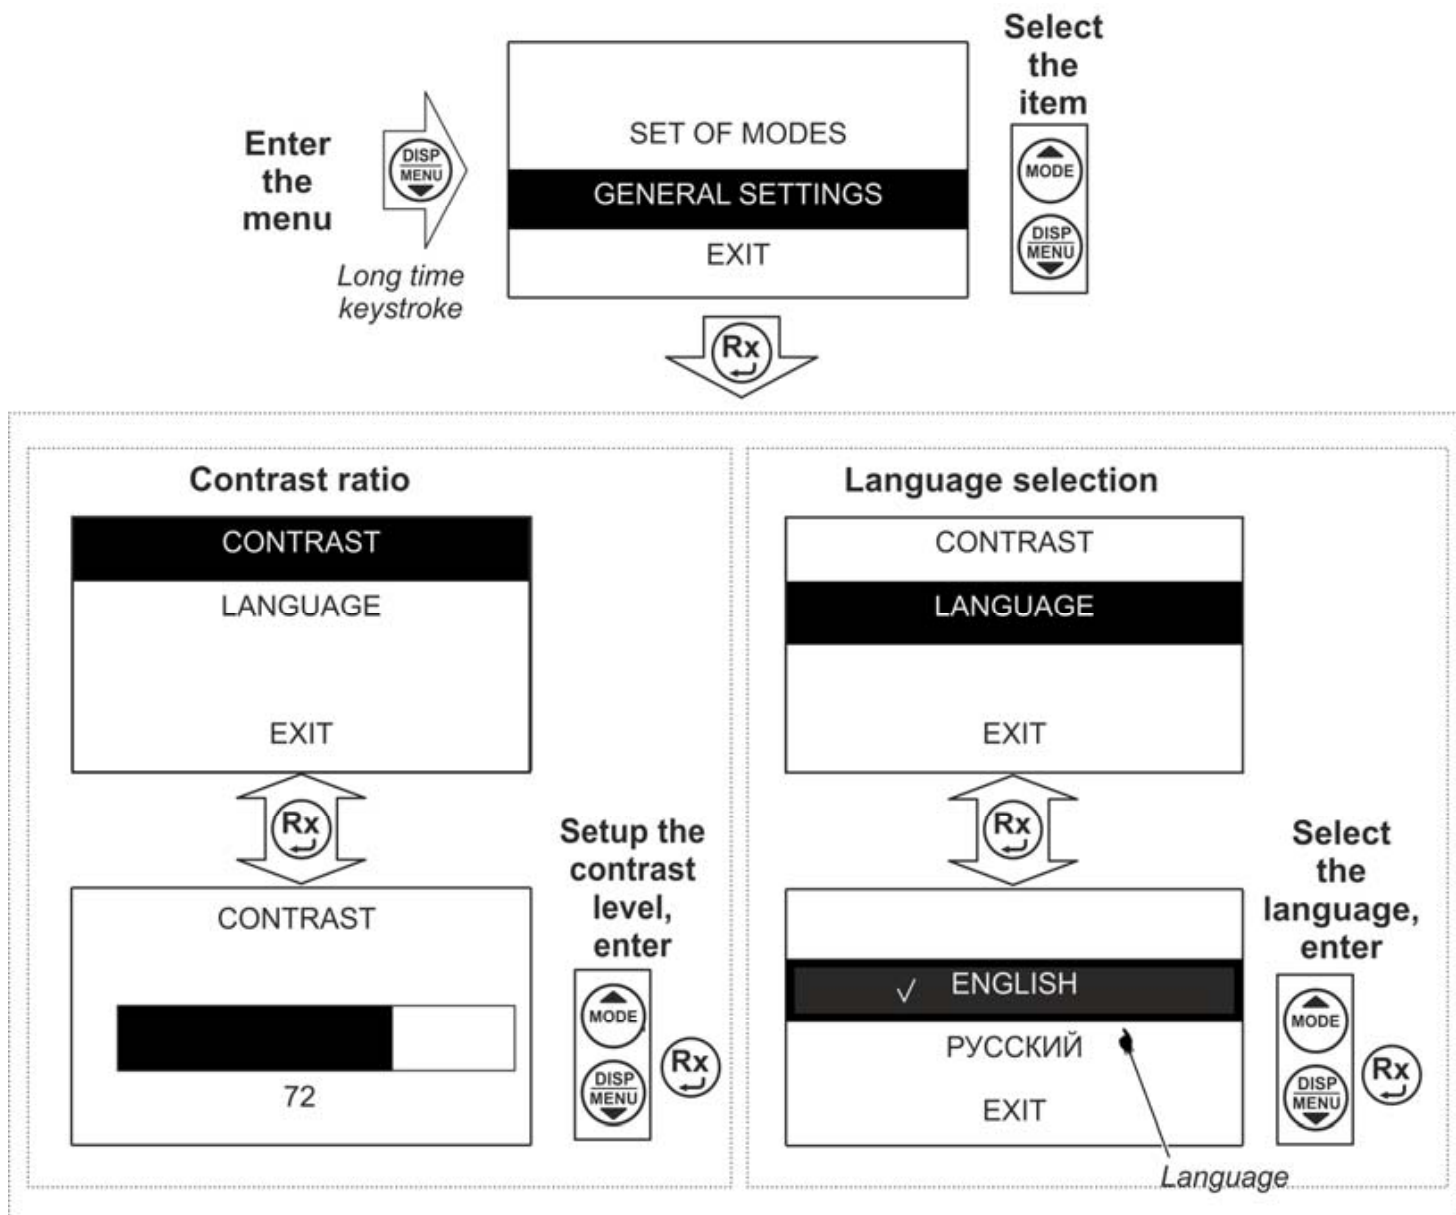 Select
the
item
Enter
the
menu
DISP
MENU
Long time
keystroke
SET OF MODES
GENERAL SETTINGS
EXIT
MODE
DISP
MENU
Rx
Contrast ratio
CONTRAST
LANGUAGE
EXIT
Rx
CONTRAST
72
Setup the
contrast
level,
enter
MODE
DISP
MENU
Rx
Language selection
CONTRAST
LANGUAGE
EXIT
Rx
✓ ENGLISH
РУССКИЙ
EXIT
Language
Select
the
language,
enter
MODE
DISP
MENU
Rx